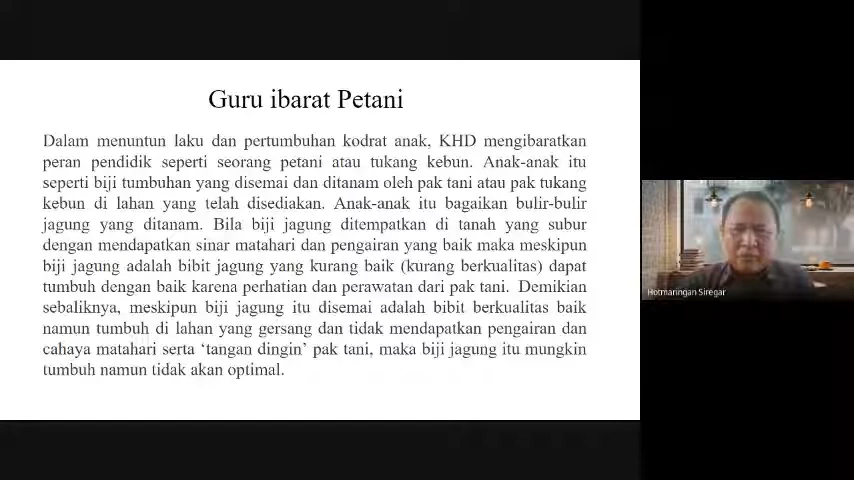 Guru ibarat Petani
Dalam menuntun laku dan pertumbuhan kodrat anak, KHD mengibaratkan
peran pendidik seperti seorang petani atau tukang kebun. Anak-anak itu
seperti biji tumbuhan yang disemai dan ditanam oleh pak tani atau pak tukang
kebun di lahan yang telah disediakan. Anak-anak itu bagaikan bulir-bulir
jagung yang ditanam. Bila biji jagung ditempatkan di tanah yang subur
dengan mendapatkan sinar matahari dan pengairan yang baik maka meskipun
biji jagung adalah bibit jagung yang kurang baik (kurang berkualitas) dapat
tumbuh dengan baik karena perhatian dan perawatan dari pak tani. Demikian
sebaliknya, meskipun biji jagung itu disemai adalah bibit berkualitas baik
namun tumbuh di lahan yang gersang dan tidak mendapatkan pengairan dan
cahaya matahari serta ‘tangan dingin’ pak tani, maka biji jagung itu mungkin
tumbuh namun tidak akan optimal.
Hotmaringan Siregar